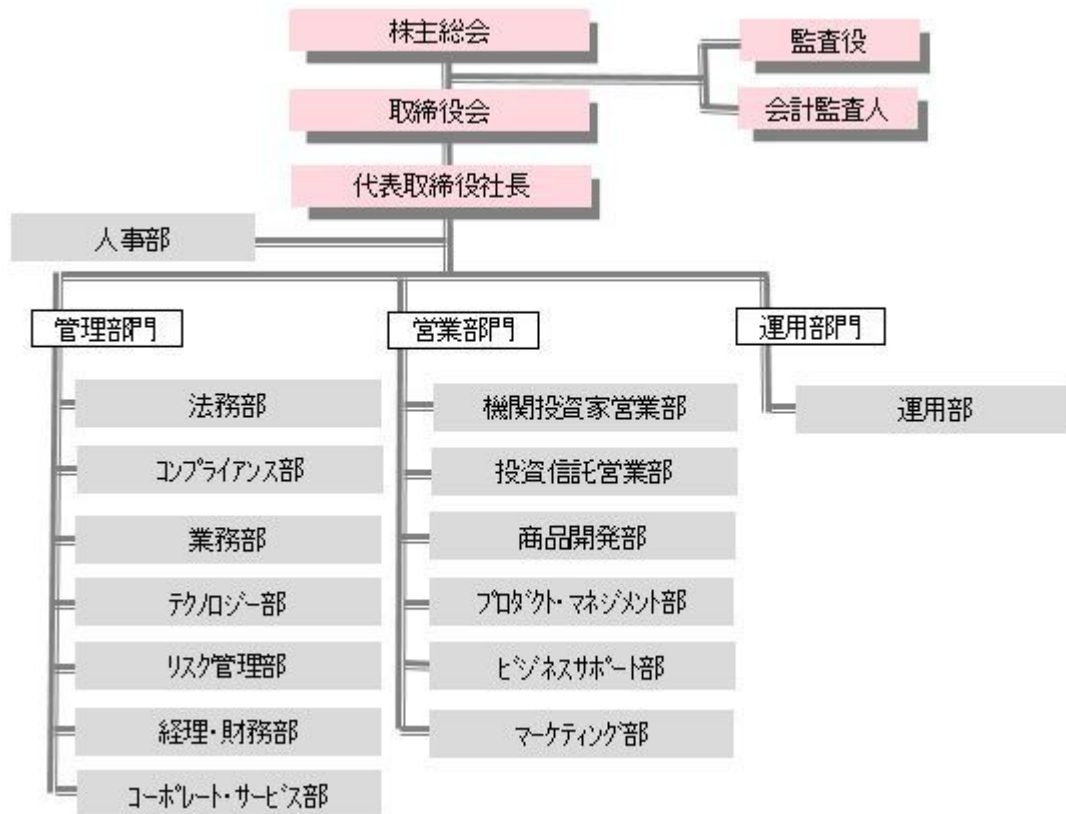 株主総会
監査役
取締役会
会計監査人
代表取締役社長
人事部
管理部門
営業部門
運用部門
法務部
機関投資家営業部
運用部
コンプライアンス部
投資信託営業部
業務部
商品開発部
テクノロジー部
プロダクト・マネジメント部
リスク管理部
ビジネスサポート部
経理・財務部
マーケティング部
コーポレート・サービス部